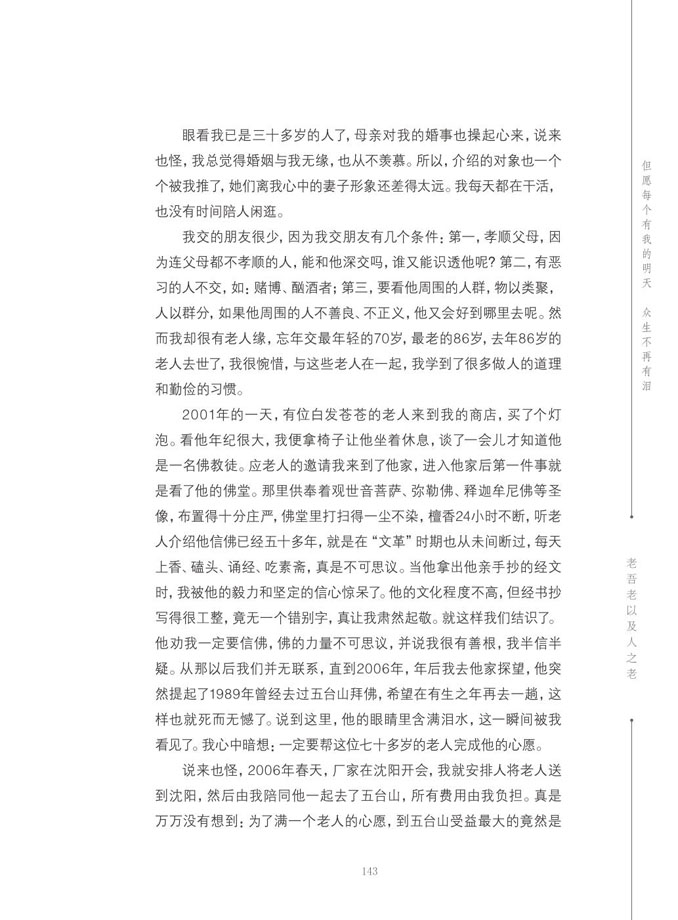 眼看我已是三十多岁的人了，母亲对我的婚事也操起心来，说来
也怪，我总觉得婚姻与我无缘，也从不羡慕。所以，介绍的对象也一个
个被我推了，她们离我心中的妻子形象还差得太远。我每天都在干活，
也没有时间陪人闲逛。
我交的朋友很少，因为我交朋友有几个条件：第一，孝顺父母，因
为连父母都不孝顺的人，能和他深交吗，谁又能识透他呢？第二，有恶
习的人不交，如：赌博、酗酒者；第三，要看他周围的人群，物以类聚，
人以群分，如果他周围的人不善良、不正义，他又会好到哪里去呢。然
而我却很有老人缘，忘年交最年轻的70岁，最老的86岁，去年86岁的
老人去世了，我很惋惜，与这些老人在一起，我学到了很多做人的道理
和勤俭的习惯。
2001年的一天，有位白发苍苍的老人来到我的商店，买了个灯
泡。看他年纪很大，我便拿椅子让他坐着休息，谈了一会儿才知道他
是一名佛教徒。应老人的邀请我来到了他家，进入他家后第一件事就
是看了他的佛堂。那里供奉着观世音菩萨、弥勒佛、释迦牟尼佛等圣
像，布置得十分庄严，佛堂里打扫得一尘不染，檀香24小时不断，听老
人介绍他信佛已经五十多年，就是在“文革”时期也从未间断过，每天
上香、磕头、诵经、吃素斋，真是不可思议。当他拿出他亲手抄的经文
时，我被他的毅力和坚定的信心惊呆了。他的文化程度不高，但经书抄
写得很工整，竟无一个错别字，真让我肃然起敬。就这样我们结识了。
他劝我一定要信佛，佛的力量不可思议，并说我很有善根，我半信半
疑。从那以后我们并无联系，直到2006年，年后我去他家探望，他突
然提起了1989年曾经去过五台山拜佛，希望在有生之年再去一趟，这
样也就死而无憾了。说到这里，他的眼睛里含满泪水，这一瞬间被我
看见了。我心中暗想：一定要帮这位七十多岁的老人完成他的心愿。
说来也怪，2006年春天，厂家在沈阳开会，我就安排人将老人送
到沈阳，然后由我陪同他一起去了五台山，所有费用由我负担。真是
万万没有想到：为了满一个老人的心愿，到五台山受益最大的竟然是
但愿每个有我的明天 众生不再有泪
老吾老以及人之老
143